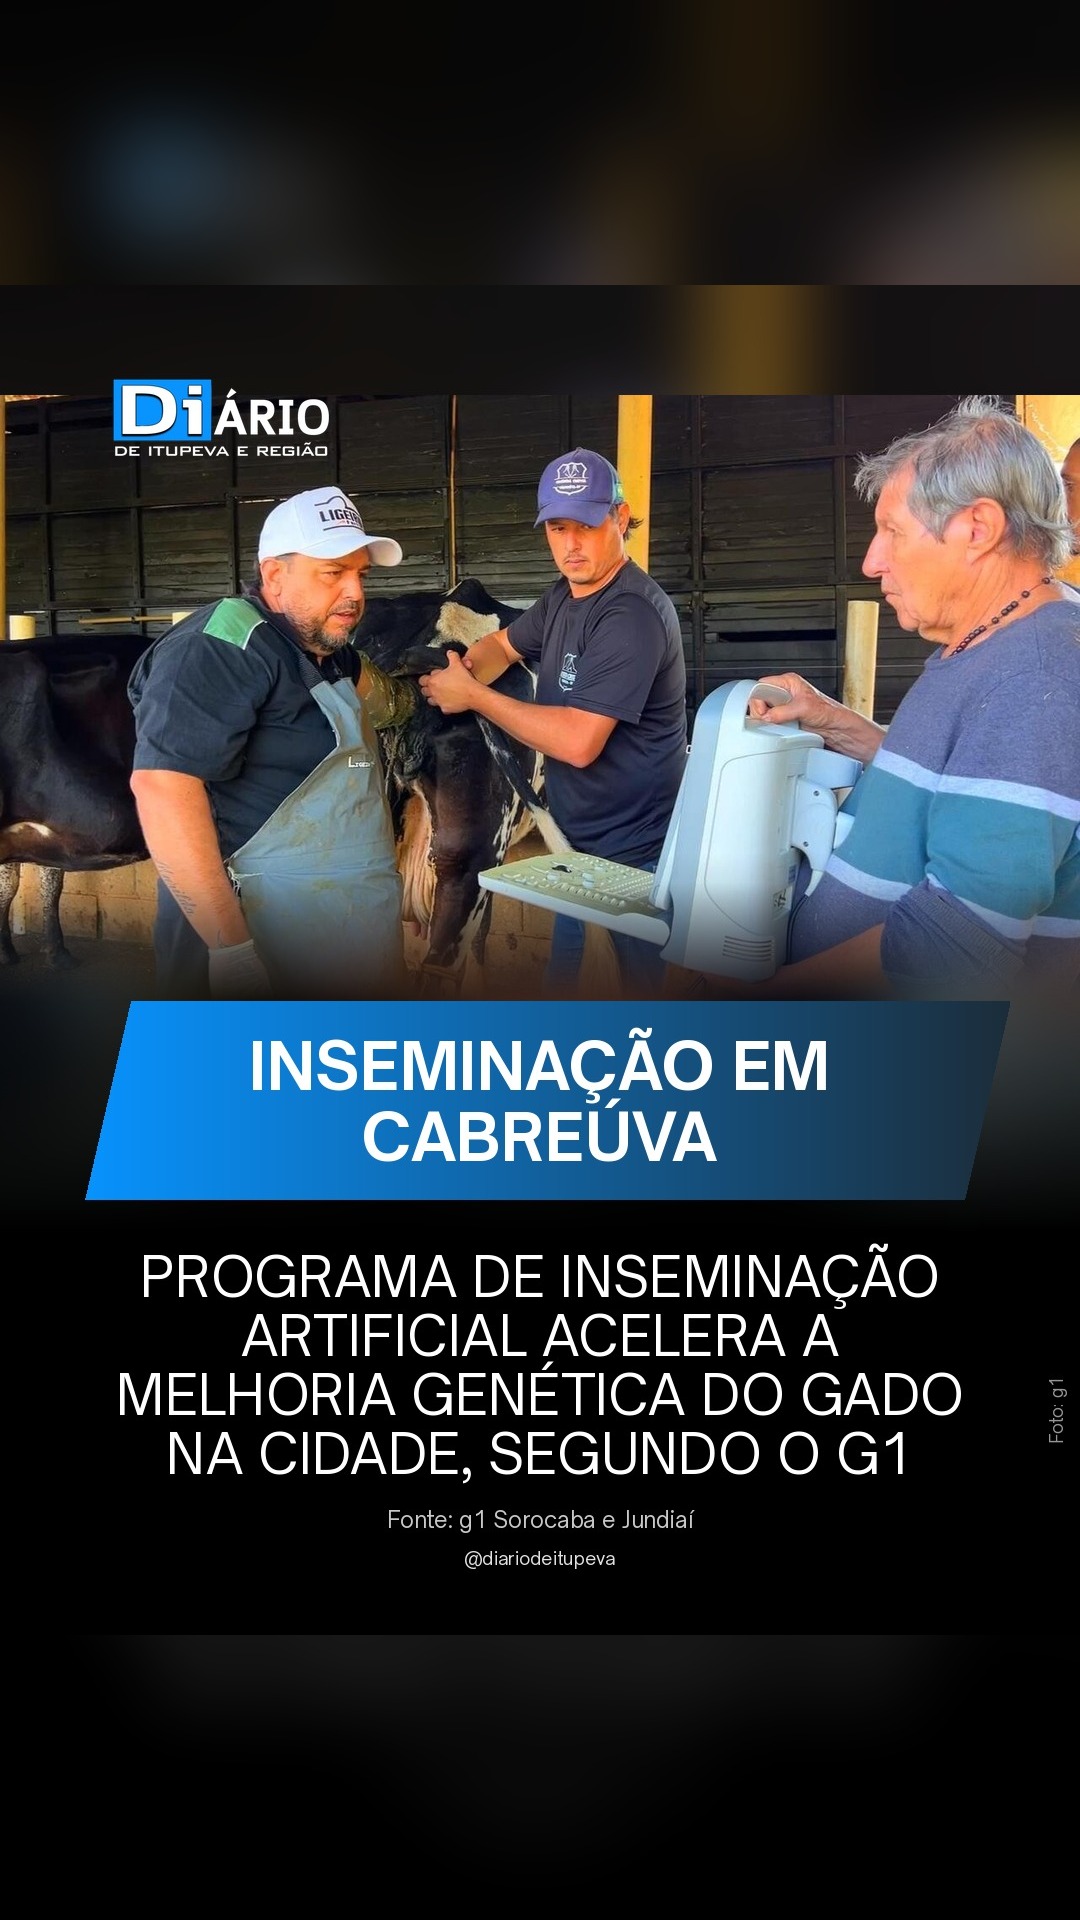 DiÁRIO
DE ITUPEVA E REGIÃO
INSEMINAÇÃO EM
CABREÚVA
PROGRAMA DE INSEMINAÇÃO
ARTIFICIAL ACELERA A
MELHORIA GENÉTICA DO GADO
NA CIDADE, SEGUNDO O G1
Foto: g1
Fonte: g1 Sorocaba e Jundiaí
@diariodeitupeva